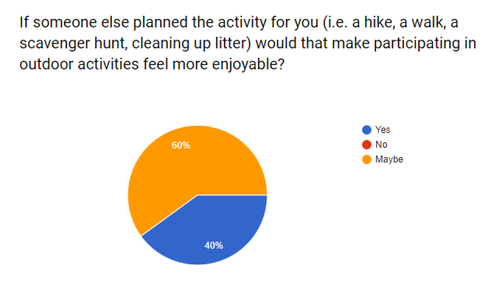 If someone else planned the activity for you (i.e. a hike, a walk, a
scavenger hunt, cleaning up litter) would that make participating in
outdoor activities feel more enjoyable?
Yes
No
Maybe
60%
40%